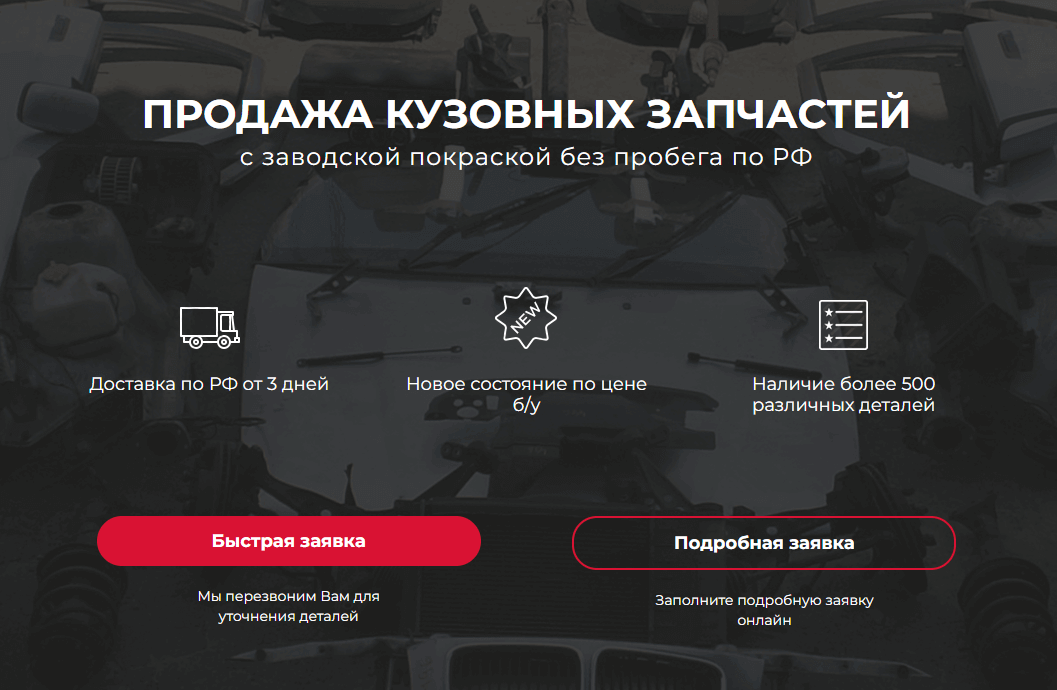 ПРОДАЖА КУЗОВНЫХ ЗАПЧАСТЕЙ
с заводской покраской без пробега по РФ
NEW
Доставка по РФ от 3 дней
Новое состояние по цене
б/у
Наличие более 500
различных деталей
Быстрая заявка
Подробная заявка
Мы перезвоним Вам для
уточнения деталей
Заполните подробную заявку
онлайн